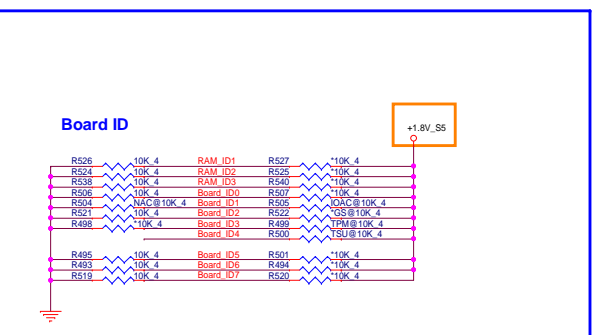 Board ID
+1.8V_S5
R526 10K_4 RAM_ID1 R527 *10K_4
R524 10K_4 RAM_ID2 R525 *10K_4
R538 10K_4 RAM_ID3 R540 *10K_4
R506 10K_4 Board_ID0 R507 *10K_4
R504 NAC@10K_4 Board_ID1 R505 IOAC@10K_4
R521 10K_4 Board_ID2 R522 *GS@10K_4
R498 *10K_4 Board_ID3 R499 TPM@10K_4
Board_ID4 R500 TSU@10K_4
R495 10K_4 Board_ID5 R501 *10K_4
R493 10K_4 Board_ID6 R494 *10K_4
R519 10K_4 Board_ID7 R520 *10K_4